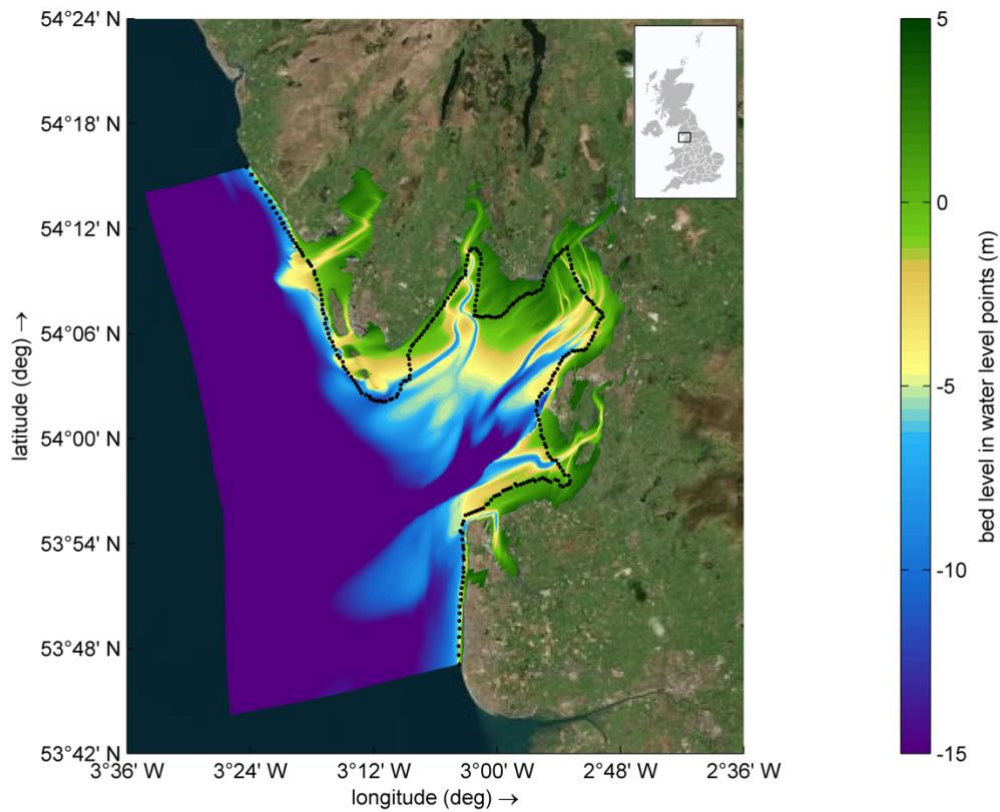 54°24' N
54°18' N
54°12' N
54°06' N
54°00' N
53°54' N
53°48' N
53°42' N
latitude (deg) →
3°36' W 3°24' W 3°12' W 3°00' W 2°48' W 2°36' W
longitude (deg) →
5
0
-5
-10
-15
bed level in water level points (m)